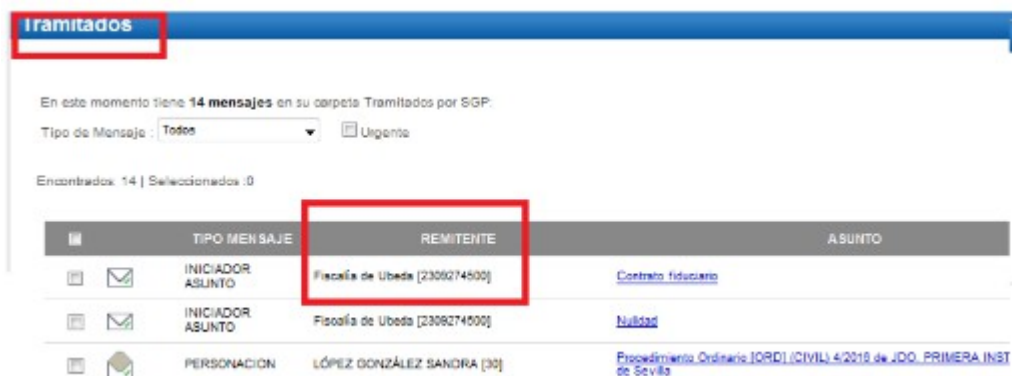 Tramitados
En este momento tiene 14 mensajes en su carpeta Tramitados por SGP:
Tipo de Mensaje : Todos Urgente
Encontrados: 14 | Seleccionados :0
TIPO MENSAJE REMITENTE ASUNTO
INICIADOR ASUNTO Fiscalía de Ubeda [2309274500] Contrato fiduciario
INICIADOR ASUNTO Fiscalía de Ubeda [2309274500] Nulidad
PERSONACION LÓPEZ GONZÁLEZ SANDRA [30] Procedimiento Ordinario [ORD] (CIVIL) 4/2016 de JDO. PRIMERA INST
de Sevilla